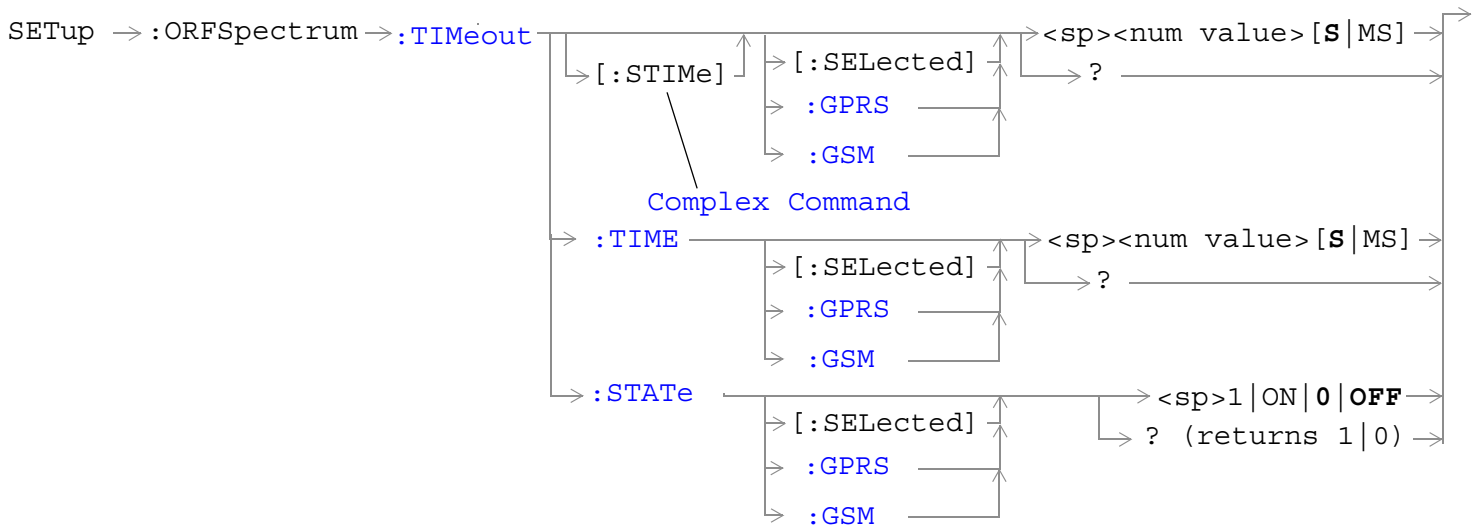 SETup :ORFSpectrum :TIMeout <sp><num value>[S|MS]
[:STIMe] [:SELected] ?
:GPRS
:GSM
Complex Command
:TIME <sp><num value>[S|MS]
[:SELected] ?
:GPRS
:GSM
:STATe <sp>1|ON|0|OFF
[:SELected] ? (returns 1|0)
:GPRS
:GSM